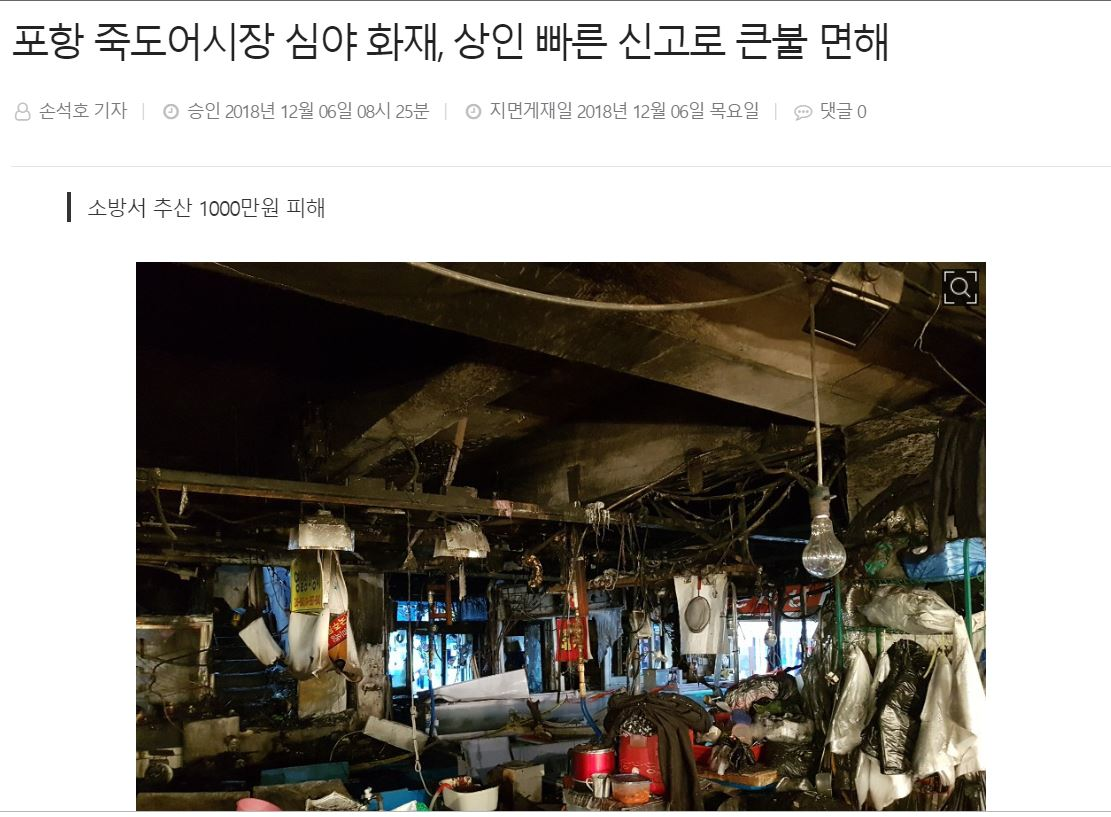 포항 죽도어시장 심야 화재, 상인 빠른 신고로 큰불 면해
손석호 기자 | 승인 2018년 12월 06일 08시 25분 | 지면게재일 2018년 12월 06일 목요일 | 댓글 0
소방서 추산 1000만원 피해